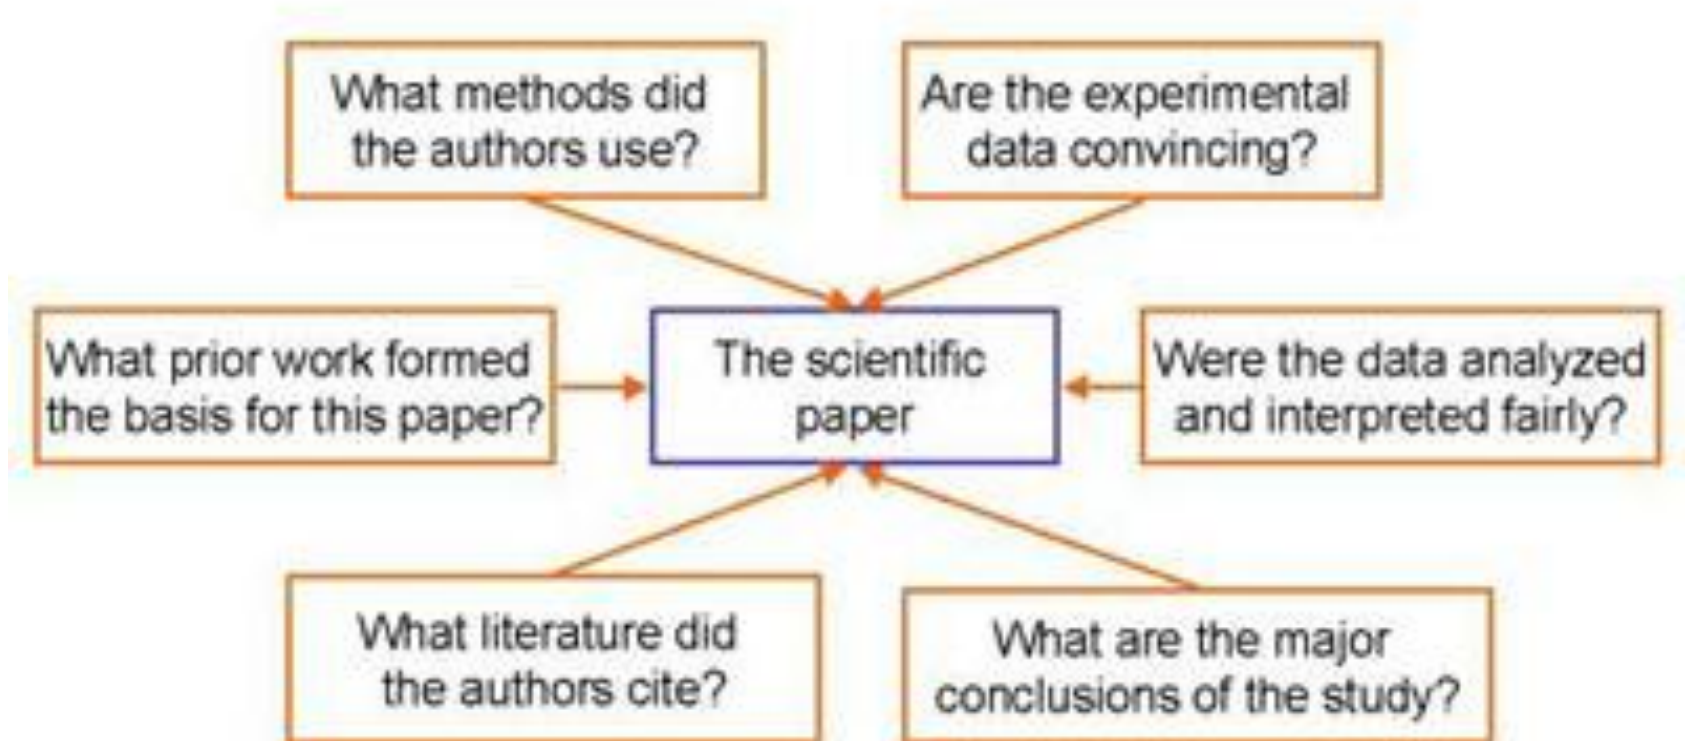 What methods did
the authors use?
Are the experimental
data convincing?
What prior work formed
the basis for this paper?
The scientific
paper
Were the data analyzed
and interpreted fairly?
What literature did
the authors cite?
What are the major
conclusions of the study?